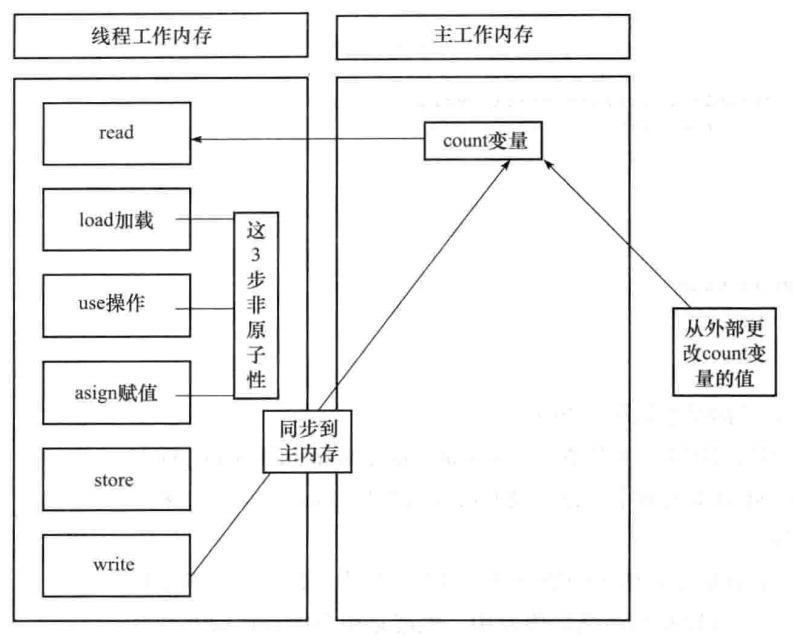 线程工作内存
主工作内存
read
count变量
load加载
这
3
步
非
原
子
性
use操作
从外部更
改count变
量的值
asign赋值
同步到
主内存
store
write